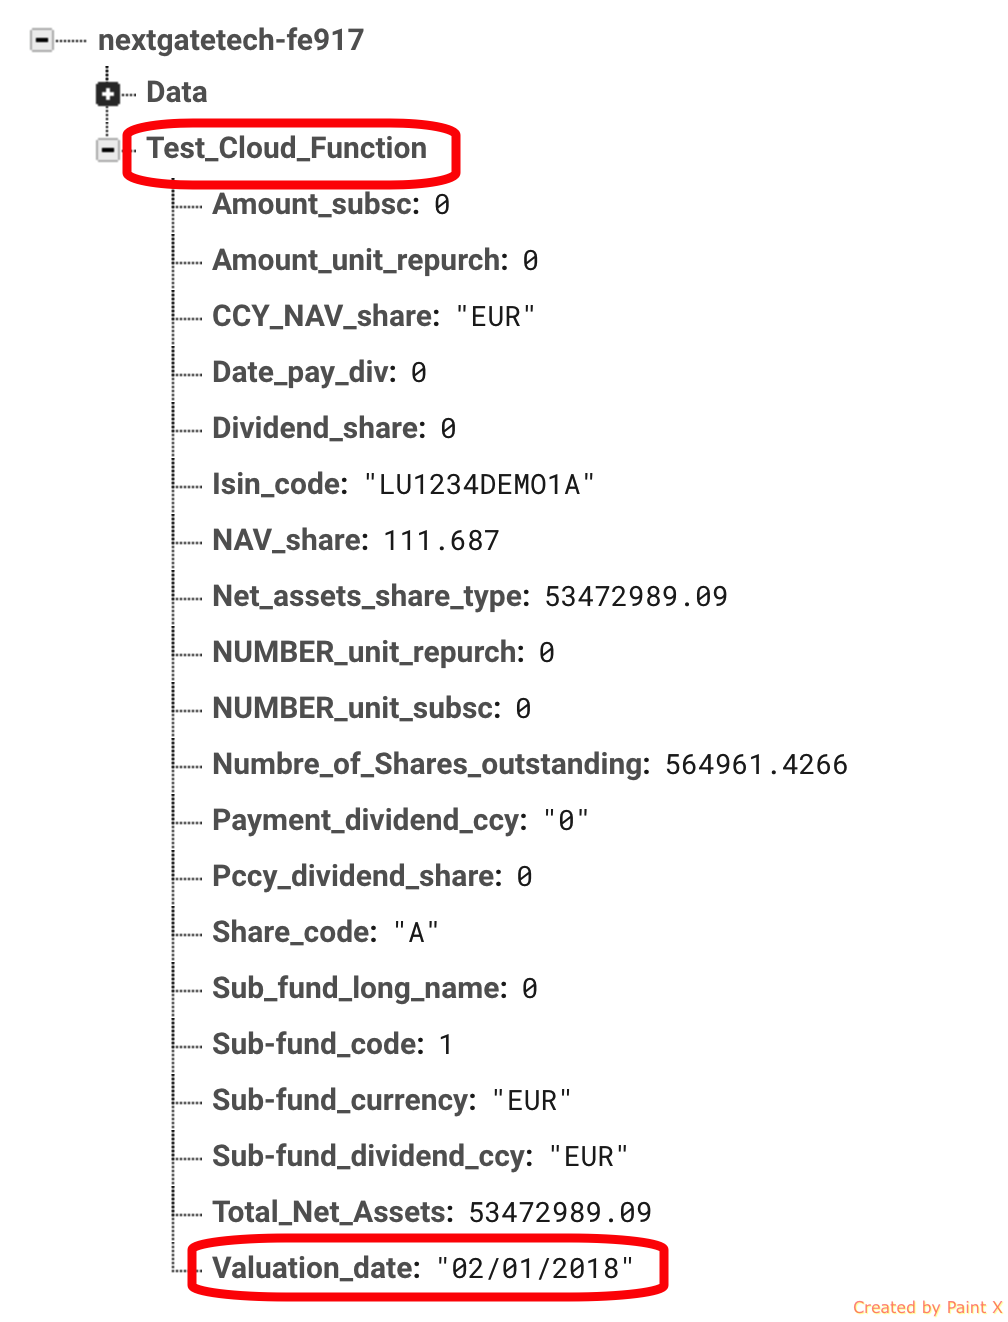 nextgatetech-fe917
Data
Test_Cloud_Function
Amount_subsc: 0
Amount_unit_repurch: 0
CCY_NAV_share: "EUR"
Date_pay_div: 0
Dividend_share: 0
Isin_code: "LU1234DEMO1A"
NAV_share: 111.687
Net_assets_share_type: 53472989.09
NUMBER_unit_repurch: 0
NUMBER_unit_subsc: 0
Numbre_of_Shares_outstanding: 564961.4266
Payment_dividend_ccy: "0"
Pccy_dividend_share: 0
Share_code: "A"
Sub_fund_long_name: 0
Sub-fund_code: 1
Sub-fund_currency: "EUR"
Sub-fund_dividend_ccy: "EUR"
Total_Net_Assets: 53472989.09
Valuation_date: "02/01/2018"
Created by Paint X